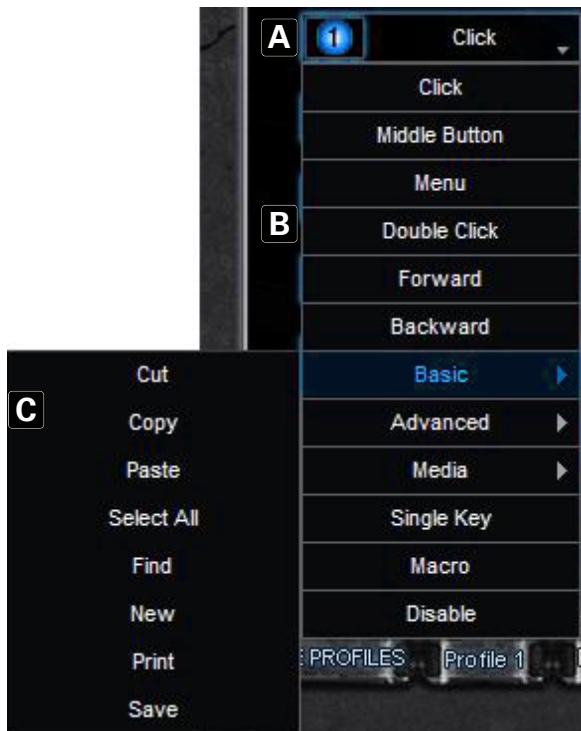 A 1 Click
Click
Middle Button
Menu
B Double Click
Forward
Backward
Basic
Advanced
Media
Single Key
Macro
Disable
C Cut
Copy
Paste
Select All
Find
New
Print
Save
PROFILES Profile 1